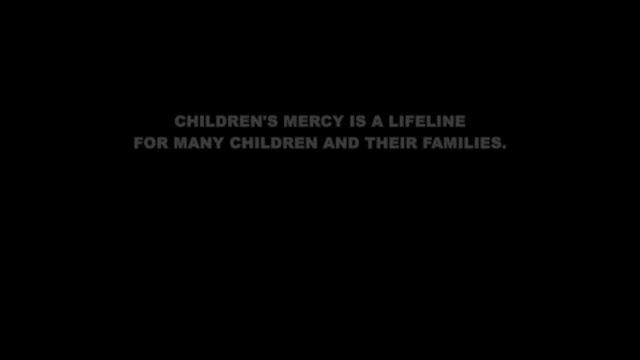 CHILDREN'S MERCY IS A LIFELINE
FOR MANY CHILDREN AND THEIR FAMILIES.